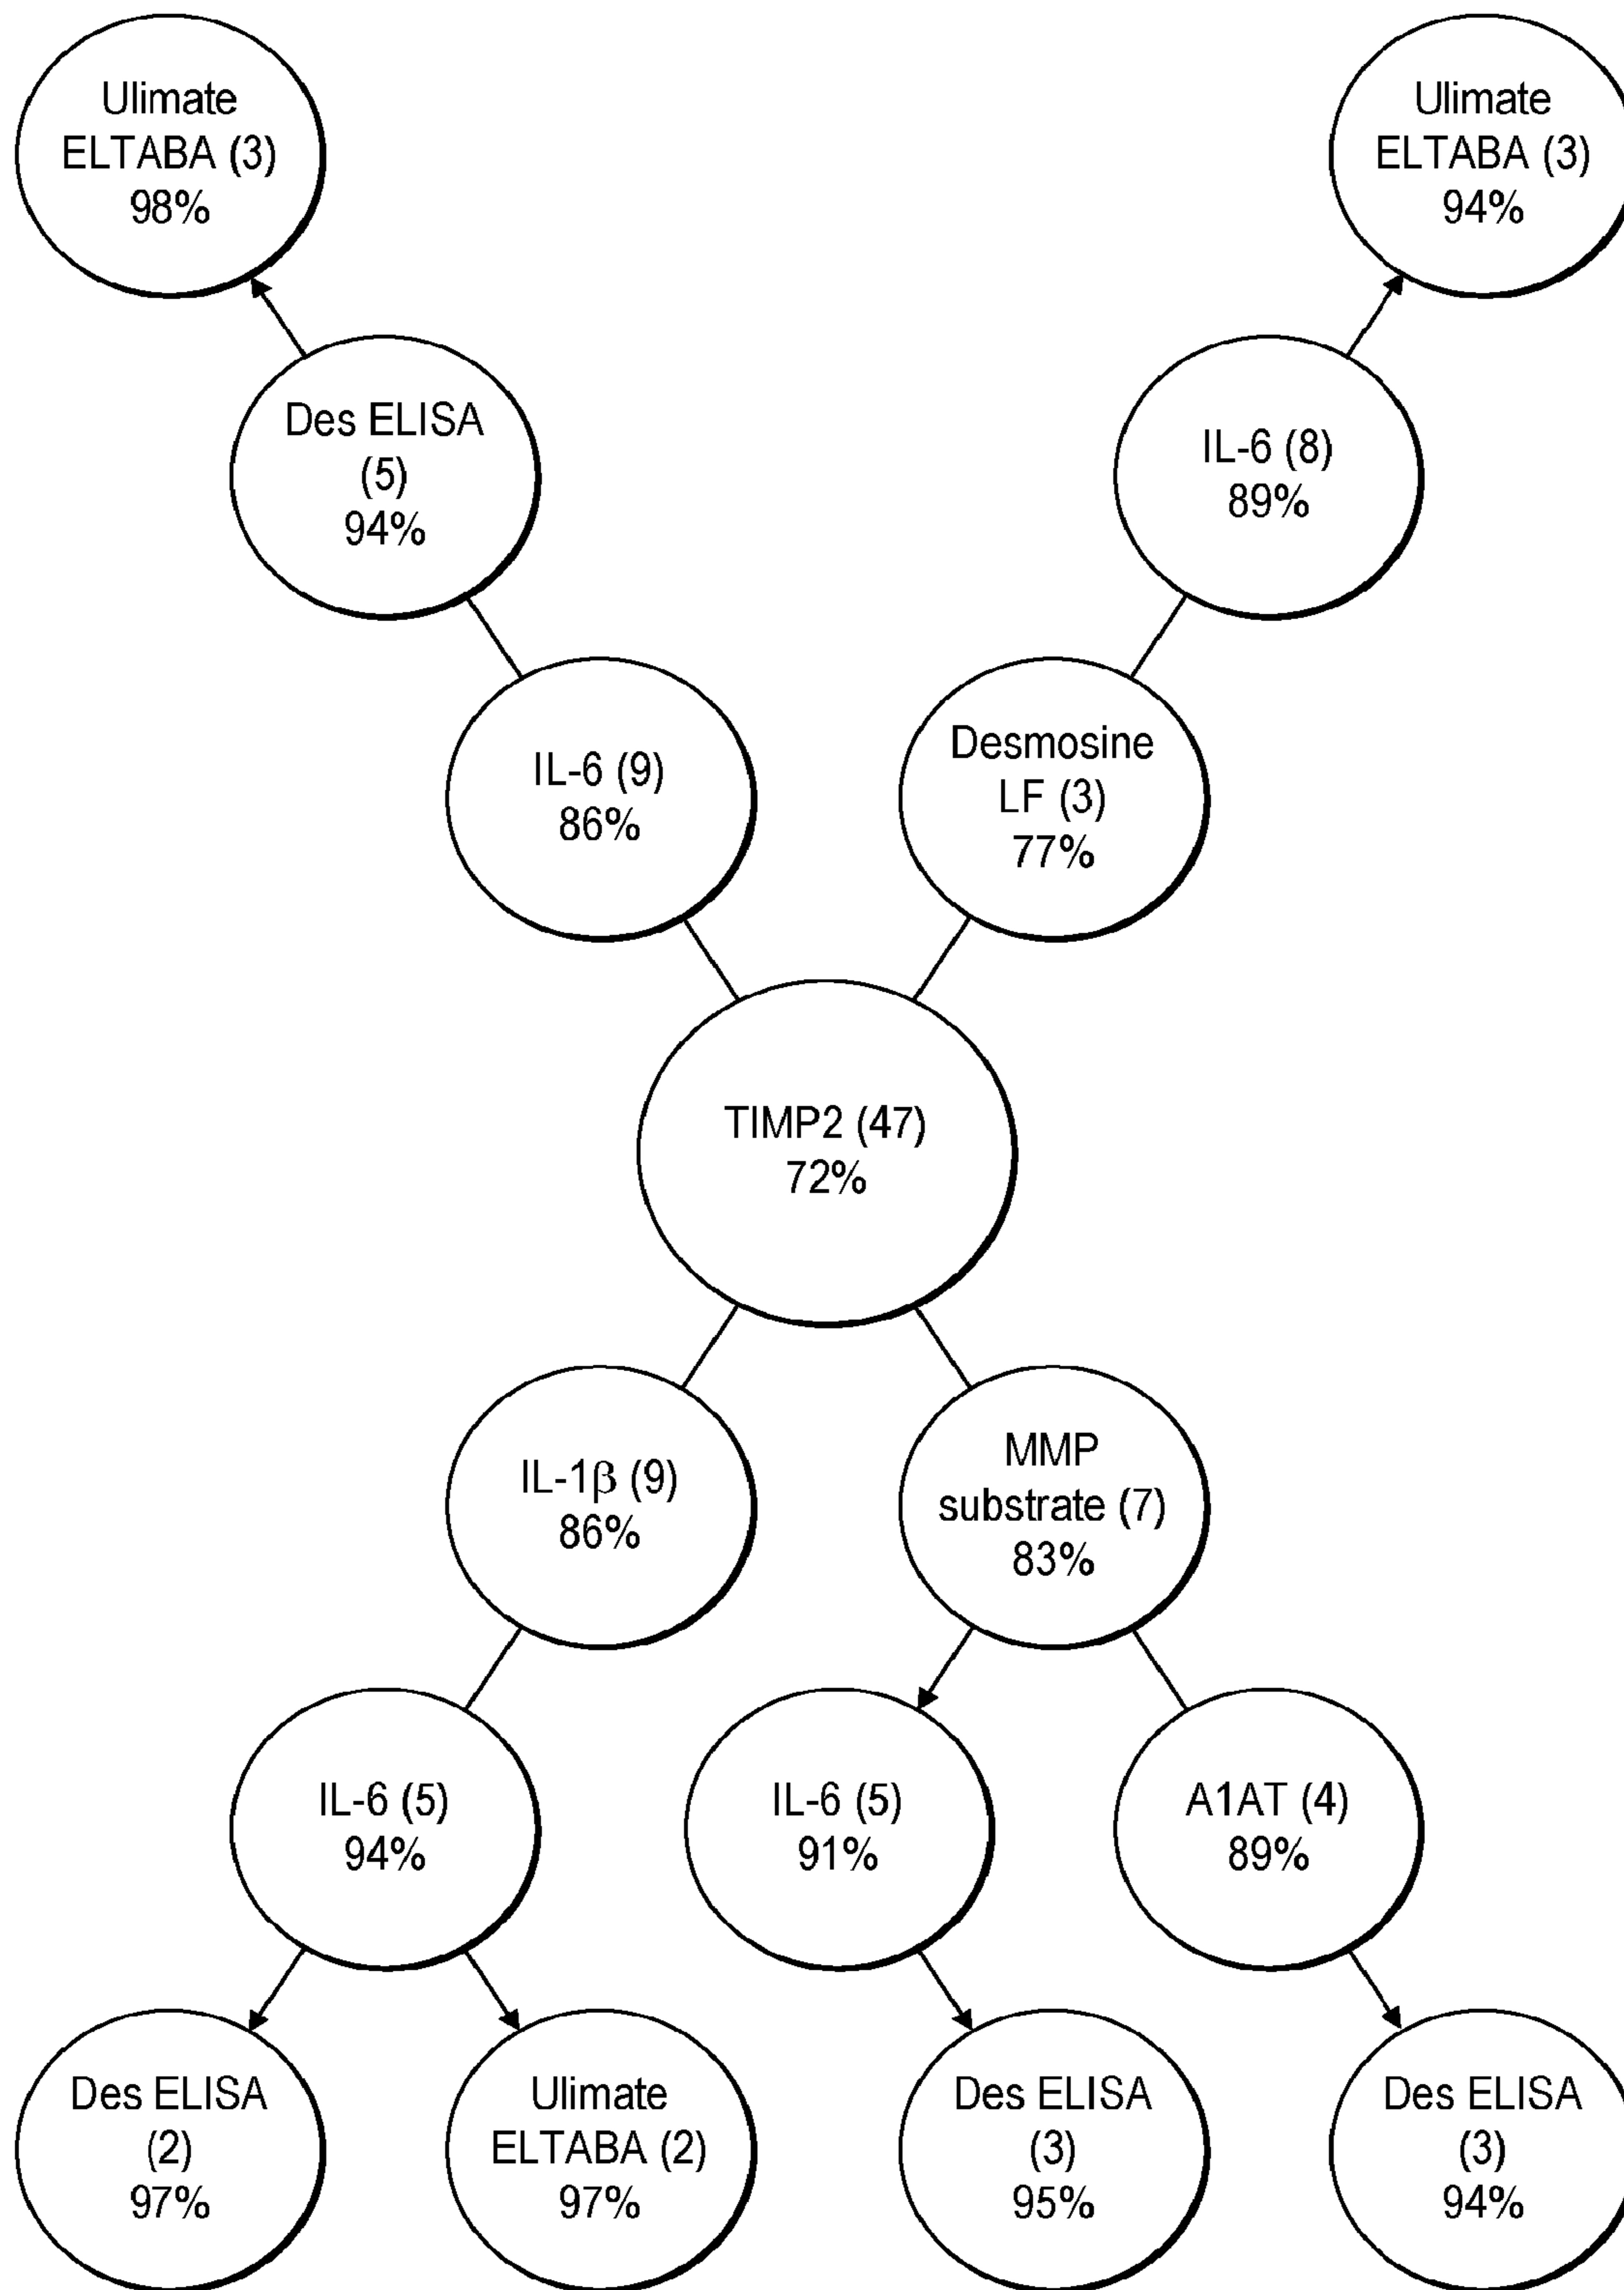 Ulimate
ELTABA (3)
98%
Ulimate
ELTABA (3)
94%
Des ELISA
(5)
94%
IL-6 (8)
89%
IL-6 (9)
86%
Desmosine
LF (3)
77%
TIMP2 (47)
72%
IL-1β (9)
86%
MMP
substrate (7)
83%
IL-6 (5)
94%
IL-6 (5)
91%
A1AT (4)
89%
Des ELISA
(2)
97%
Ulimate
ELTABA (2)
97%
Des ELISA
(3)
95%
Des ELISA
(3)
94%